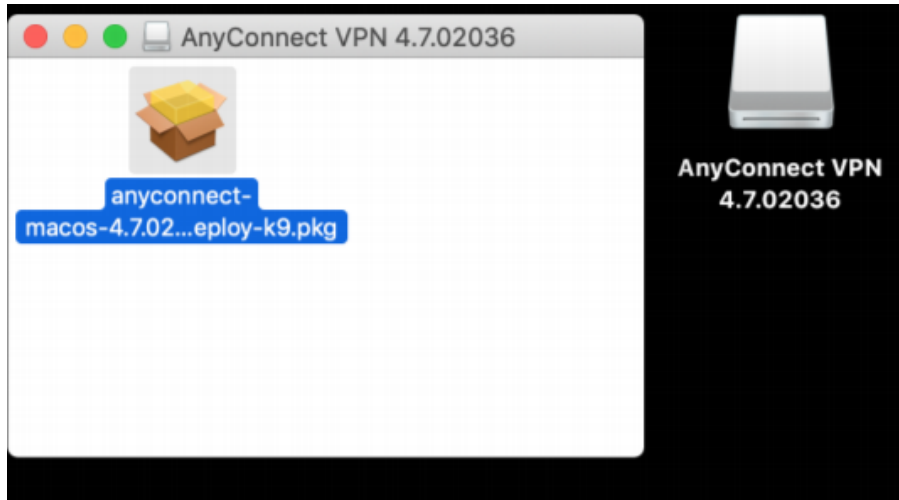 AnyConnect VPN 4.7.02036
anyconnect-
macos-4.7.02...eploy-k9.pkg
AnyConnect VPN
4.7.02036